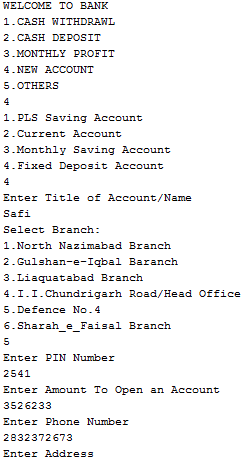 WELCOME TO BANK
1.CASH WITHDRAWL
2.CASH DEPOSIT
3.MONTHLY PROFIT
4.NEW ACCOUNT
5.OTHERS
4
1.PLS Saving Account
2.Current Account
3.Monthly Saving Account
4.Fixed Deposit Account
4
Enter Title of Account/Name
Safi
Select Branch:
1.North Nazimabad Branch
2.Gulshan-e-Iqbal Baranch
3.Liaquatabad Branch
4.I.I.Chundrigarh Road/Head Office
5.Defence No.4
6.Sharah_e_Faisal Branch
5
Enter PIN Number
2541
Enter Amount To Open an Account
3526233
Enter Phone Number
2832372673
Enter Address